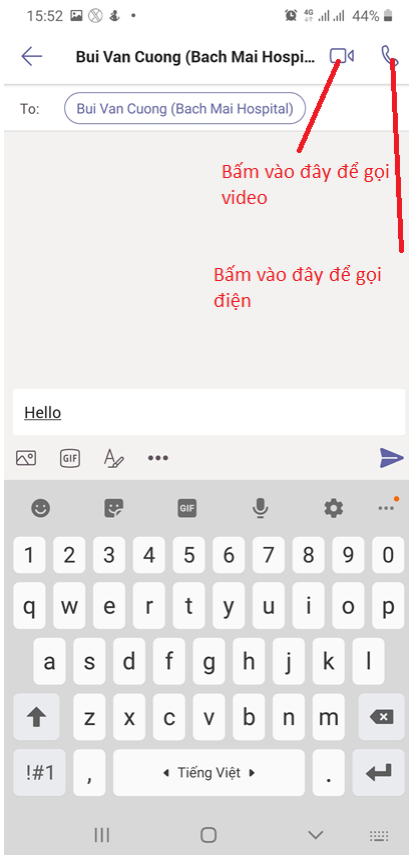 15:52 4G 44%
Bui Van Cuong (Bach Mai Hospi...
To: Bui Van Cuong (Bach Mai Hospital)
Bấm vào đây để gọi
video
Bấm vào đây để gọi
điện
Hello
GIF
GIF
1 2 3 4 5 6 7 8 9 0
q w e r t y u i o p
a s d f g h j k l
z x c v b n m
!#1 , Tiếng Việt .